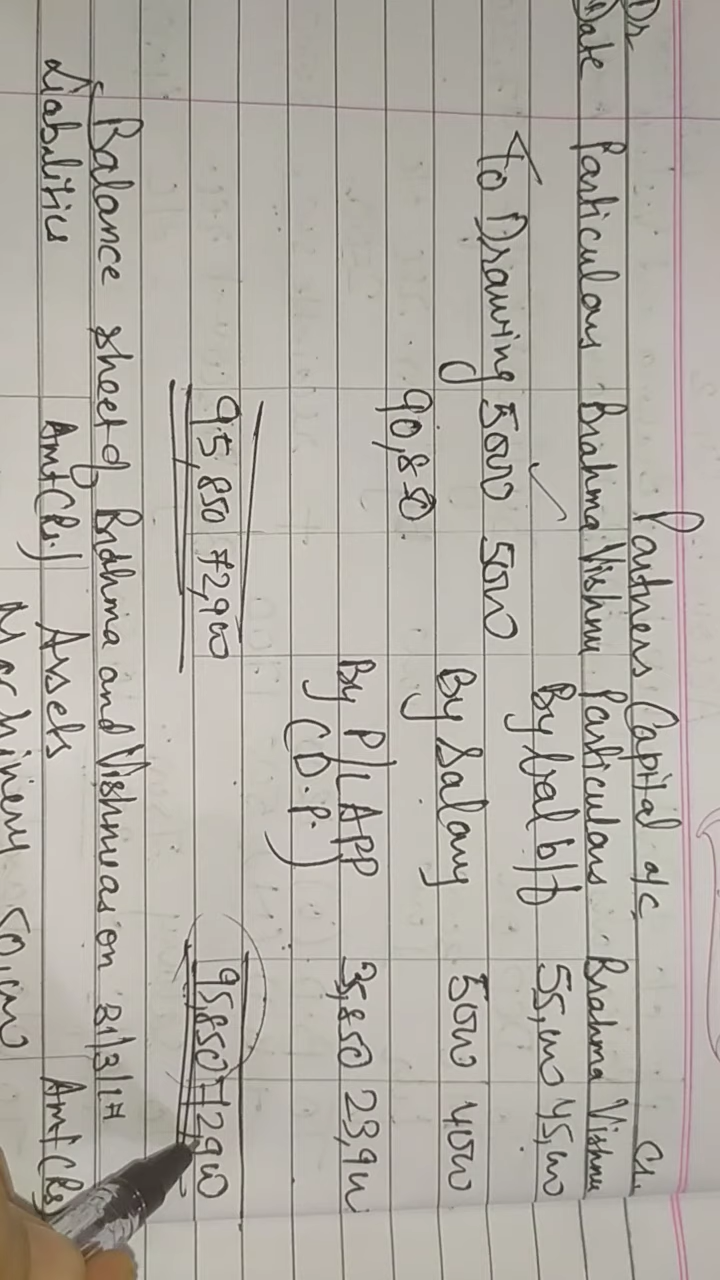 Partners Capital a/c
Dr. Cr.
Date Particulars Brahma Vishnu Particulars Brahma Vishnu
By bal b/d 55,000 45,000
To Drawing 5000 5000
By Salary 5000 4000
90,850
By P/L APP 35,850 23,900
(D.P.)
95,850 72,900 95,850 72,900
Balance sheet of Brahma and Vishnu as on 31/3/17
Liabilities Amt(Rs.) Assets Amt(Rs)
Machinery 50,000